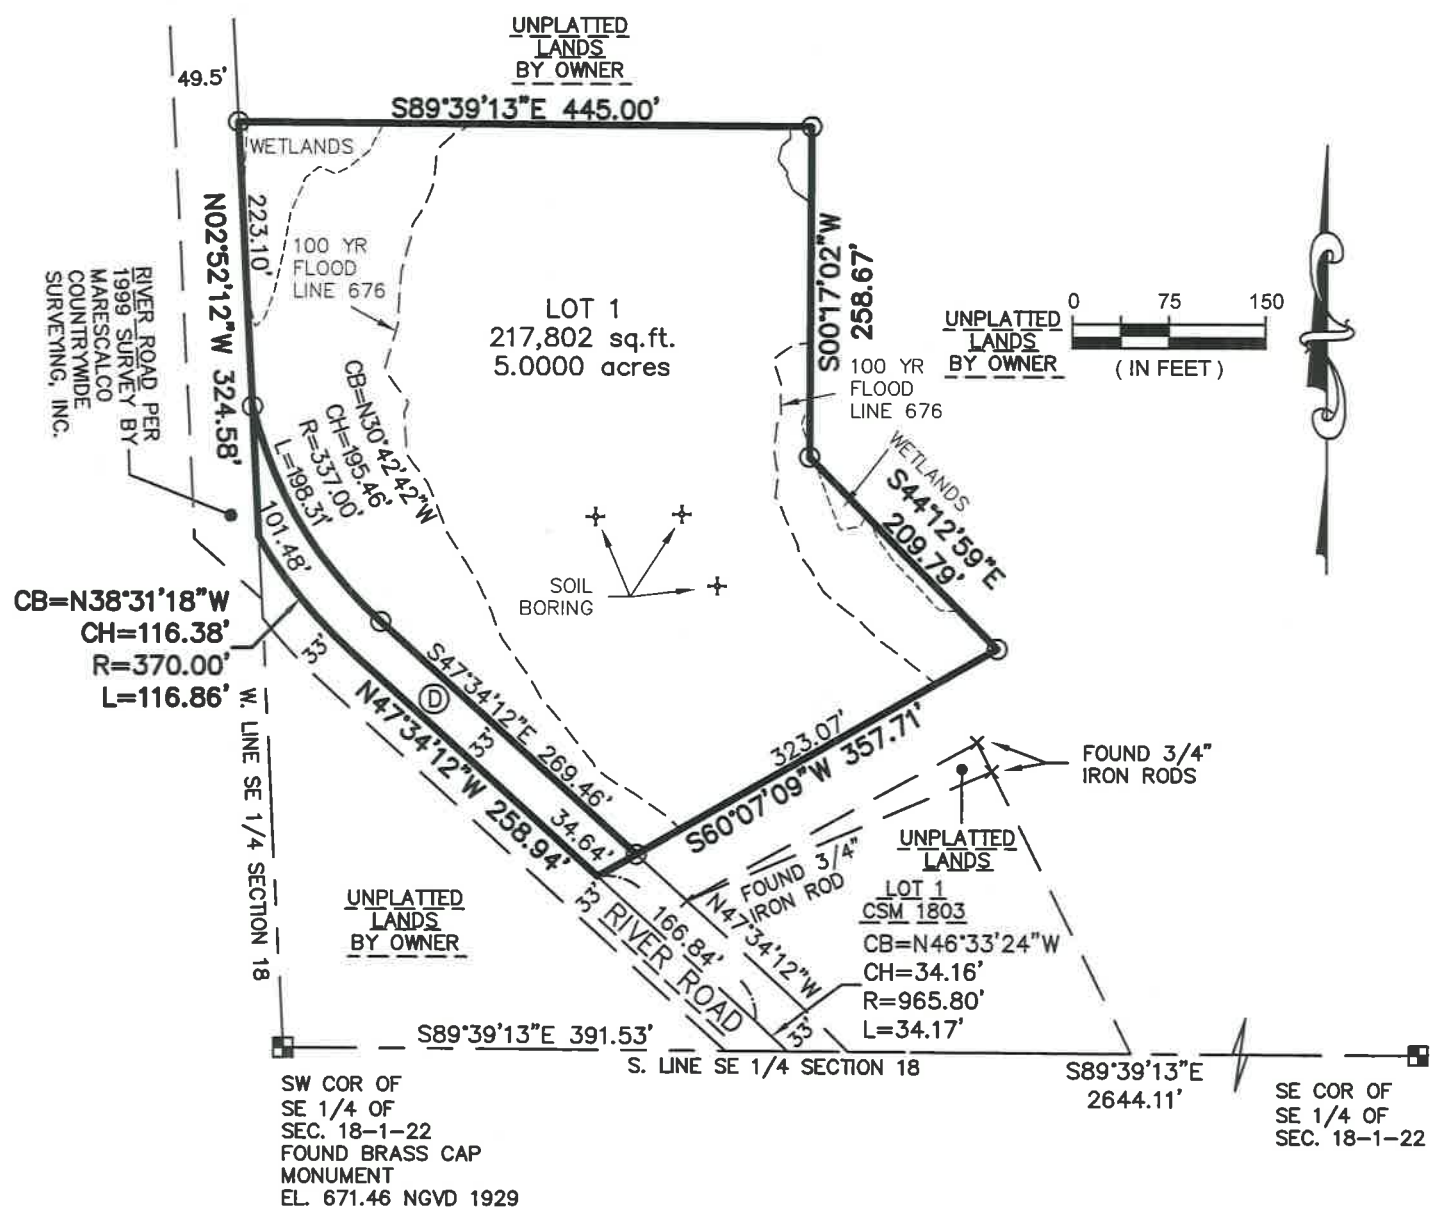 UNPLATTED
LANDS
BY OWNER
49.5'
S89°39'13"E 445.00'
WETLANDS
N02°52'12"W 324.58'
223.10'
100 YR
FLOOD
LINE 676
RIVER ROAD PER
1999 SURVEY BY
MARESCALCO
COUNTRYWIDE
SURVEYING, INC.
LOT 1
217,802 sq.ft.
5.0000 acres
S00°17'02"W
258.67'
UNPLATTED
LANDS
BY OWNER
0 75 150
( IN FEET )
100 YR
FLOOD
LINE 676
WETLANDS
S44°12'59"E
209.79'
CB=N30°42'42"W
CH=195.46'
R=337.00'
L=198.31'
101.48'
SOIL
BORING
CB=N38°31'18"W
CH=116.38'
R=370.00'
L=116.86'
33'
D
S47°34'12"E 269.46'
33'
N47°34'12"W 258.94'
34.64'
323.07'
S60°07'09"W 357.71'
W. LINE SE 1/4 SECTION 18
FOUND 3/4"
IRON RODS
UNPLATTED
LANDS
LOT 1
CSM 1803
FOUND 3/4"
IRON ROD
UNPLATTED
LANDS
BY OWNER
33'
RIVER ROAD
166.84'
N47°34'12"W
33'
CB=N46°33'24"W
CH=34.16'
R=965.80'
L=34.17'
S89°39'13"E 391.53'
S. LINE SE 1/4 SECTION 18
S89°39'13"E
2644.11'
SW COR OF
SE 1/4 OF
SEC. 18-1-22
FOUND BRASS CAP
MONUMENT
EL. 671.46 NGVD 1929
SE COR OF
SE 1/4 OF
SEC. 18-1-22